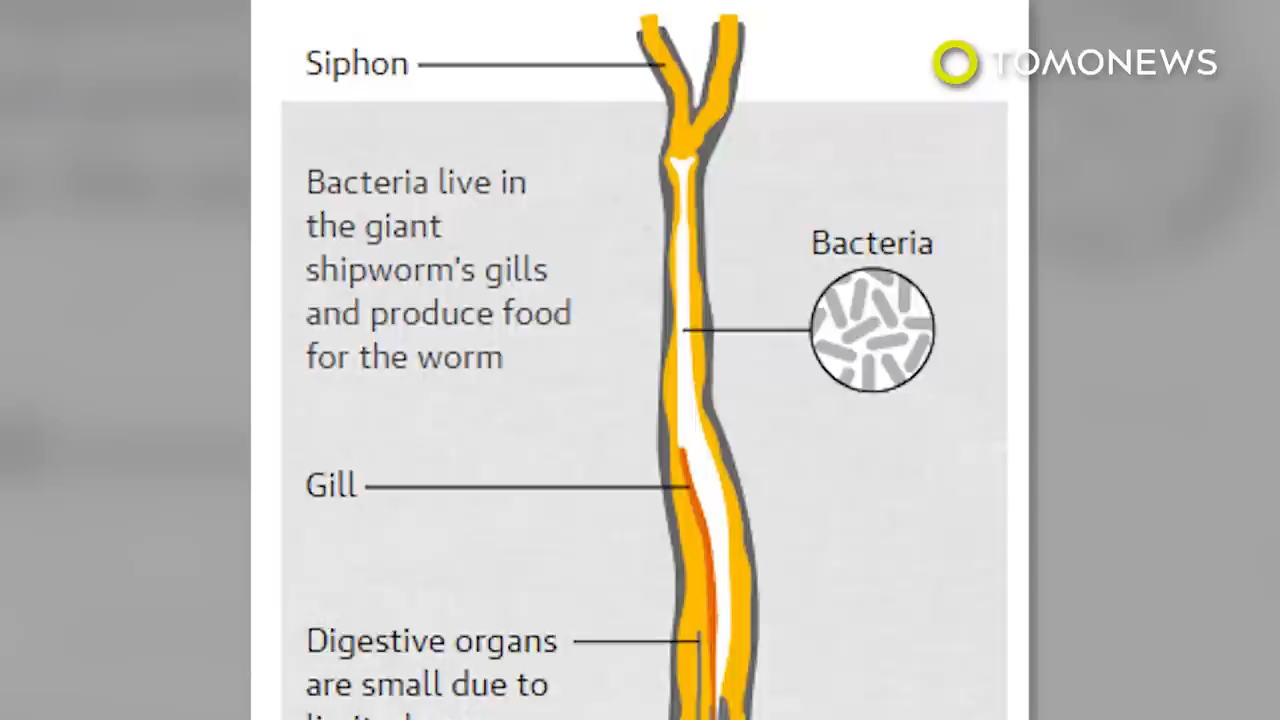 Siphon
TOMONEWS
Bacteria live in
the giant
shipworm's gills
and produce food
for the worm
Bacteria
Gill
Digestive organs
are small due to